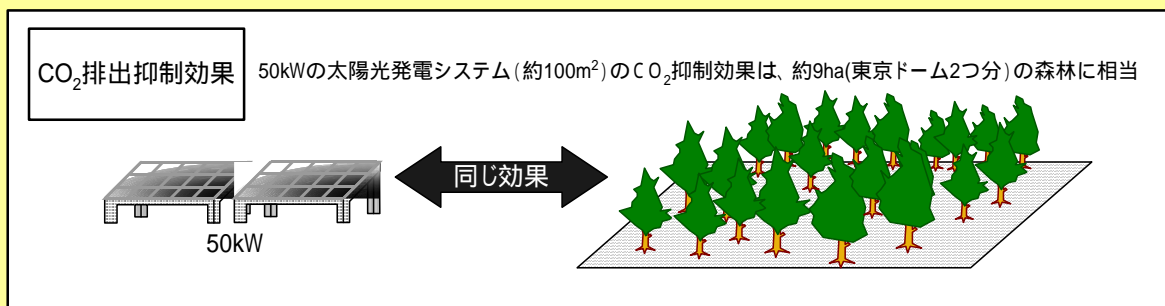 CO₂排出抑制効果
50kWの太陽光発電システム(約100m²)のCO₂抑制効果は、約9ha(東京ドーム2つ分)の森林に相当
同じ効果
50kW